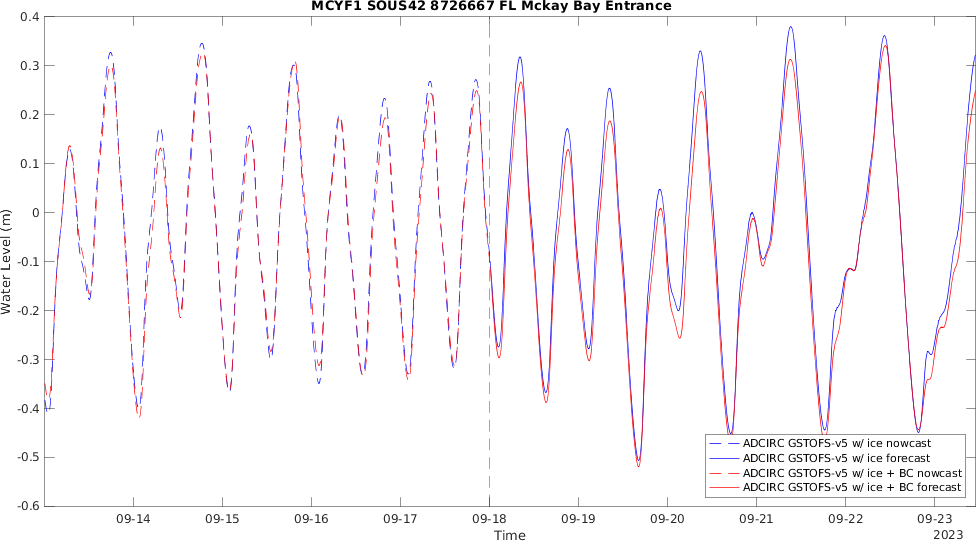 MCYF1 SOUS42 8726667 FL Mckay Bay Entrance
0.4
0.3
0.2
0.1
0
-0.1
-0.2
-0.3
-0.4
-0.5
-0.6
Water Level (m)
ADCIRC GSTOFS-v5 w/ ice nowcast
ADCIRC GSTOFS-v5 w/ ice forecast
ADCIRC GSTOFS-v5 w/ ice + BC nowcast
ADCIRC GSTOFS-v5 w/ ice + BC forecast
09-14 09-15 09-16 09-17 09-18 09-19 09-20 09-21 09-22 09-23
Time
2023